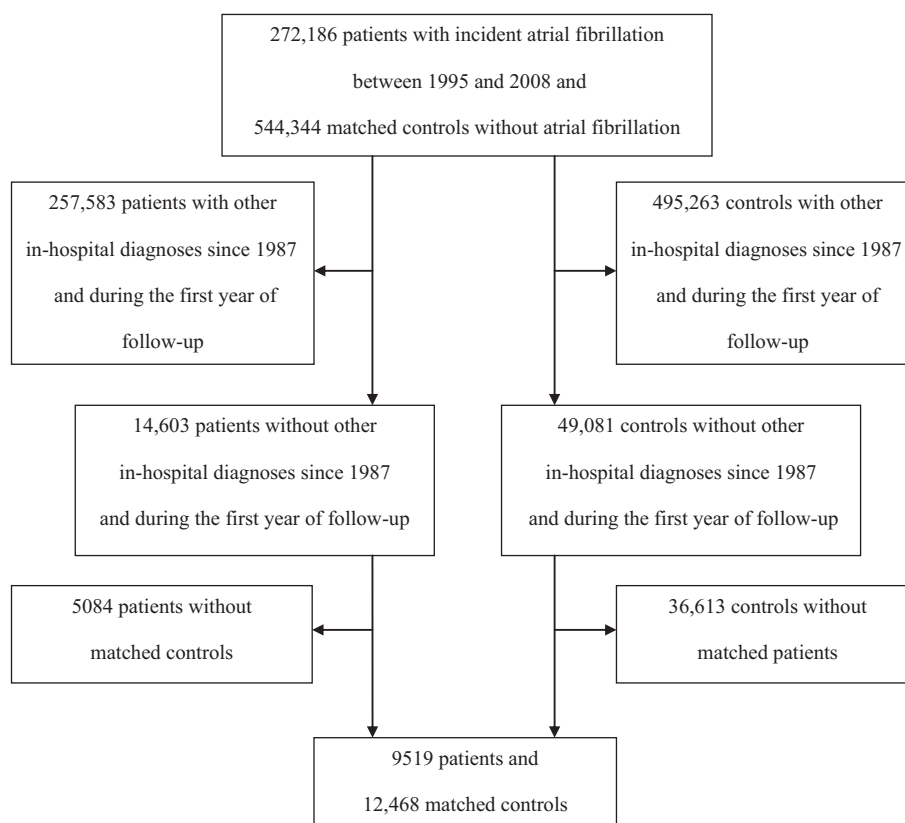 272,186 patients with incident atrial fibrillation
between 1995 and 2008 and
544,344 matched controls without atrial fibrillation
257,583 patients with other
in-hospital diagnoses since 1987
and during the first year of
follow-up
495,263 controls with other
in-hospital diagnoses since 1987
and during the first year of
follow-up
14,603 patients without other
in-hospital diagnoses since 1987
and during the first year of follow-up
49,081 controls without other
in-hospital diagnoses since 1987
and during the first year of follow-up
5084 patients without
matched controls
36,613 controls without
matched patients
9519 patients and
12,468 matched controls